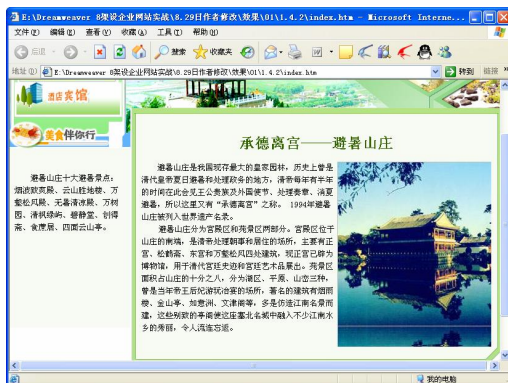 E:\Dreamweaver 8架设企业网站实战\8.29日作者修改\效果\01\1.4.2\index.htm - Microsoft Interne...
文件(F) 编辑(E) 查看(V) 收藏(A) 工具(T) 帮助(H)
后退 搜索 收藏夹
地址(D) E:\Dreamweaver 8架设企业网站实战\8.29日作者修改\效果\01\1.4.2\index.htm 转到 链接 »
酒店宾馆
美食伴你行
避暑山庄十大避暑景点:
烟波致爽殿、云山胜地楼、万
壑松风殿、无暑清凉殿、万树
园、清枫绿屿、碧静堂、创得
斋、食蔗居、四面云山亭。
承德离宫——避暑山庄
避暑山庄是我国现存最大的皇家园林,历史上曾是
清代皇帝夏日避暑和处理政务的地方,清帝每年有半年
的时间在此会见王公贵族及外国使节、处理奏章、消夏
避暑,所以这里又有“承德离宫”之称。 1994年避暑
山庄被列入世界遗产名录。
避暑山庄分为宫殿区和苑景区两部分。宫殿区位于
山庄的南端,是清帝处理朝事和居住的场所,主要有正
宫、松鹤斋、东宫和万壑松风四处建筑,现正宫已辟为
博物馆,用于清代宫廷史迹和宫廷艺术品展出。苑景区
面积占山庄的十分之八,分为湖区、平原、山峦三种,
曾是当年帝王后妃游玩冶宴的场所,著名的建筑有烟雨
楼、金山亭、如意洲、文津阁等,多是仿造江南名景而
建,这些别致的亭阁使这座塞北名城中融入不少江南水
乡的秀丽,令人流连忘返。
我的电脑